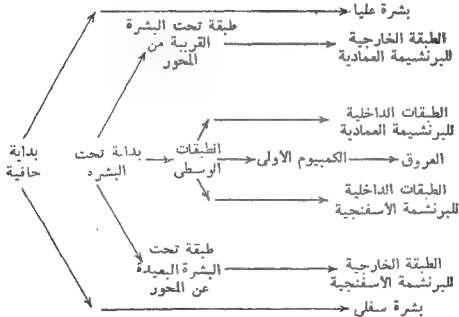 بشرة عليا
طبقة تحت البشرة
القريبة من
المحور
الطبقة الخارجية
للبرنشيمة العمادية
الطبقات الداخلية
للبرنشيمة العمادية
بداية
حافية
بداية تحت
البشره
الطبقات
الوسطى
الكمبيوم الأولى
العروق
الطبقات الداخلية
للبرنشمة الأسفنجية
طبقة تحت
البشرة البعيدة
عن المحور
الطبقة الخارجية
للبرنشمة الأسفنجية
بشرة سفلى